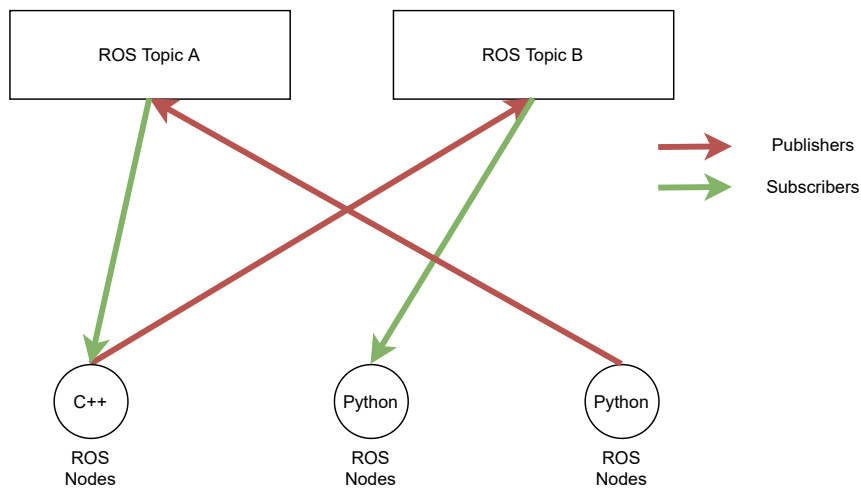 ROS Topic A
ROS Topic B
Publishers
Subscribers
C++
Python
Python
ROS
Nodes
ROS
Nodes
ROS
Nodes